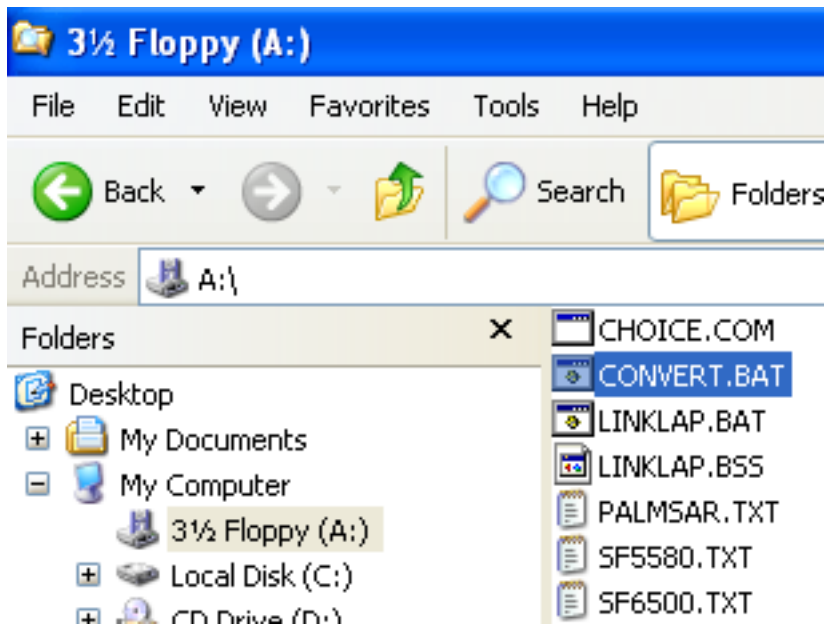 3½ Floppy (A:)
File Edit View Favorites Tools Help
Back Search Folders
Address A:\
Folders
Desktop
My Documents
My Computer
3½ Floppy (A:)
Local Disk (C:)
CD Drive (D:)
CHOICE.COM
CONVERT.BAT
LINKLAP.BAT
LINKLAP.BSS
PALMSAR.TXT
SF5580.TXT
SF6500.TXT